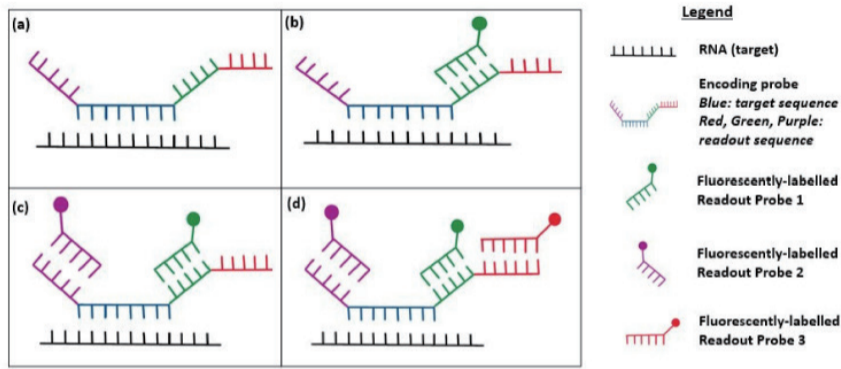 (a)
(b)
(c)
(d)
Legend
RNA (target)
Encoding probe
Blue: target sequence
Red, Green, Purple:
readout sequence
Fluorescently-labelled
Readout Probe 1
Fluorescently-labelled
Readout Probe 2
Fluorescently-labelled
Readout Probe 3